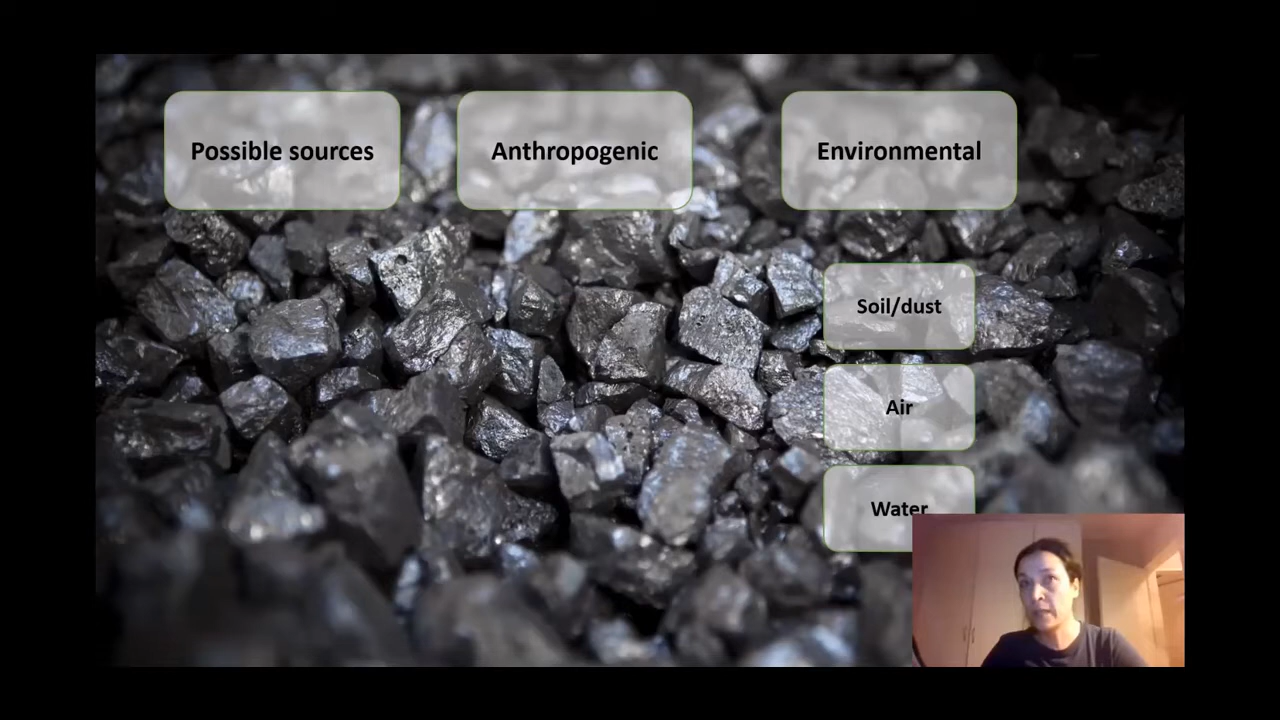 Possible sources
Anthropogenic
Environmental
Soil/dust
Air
Water